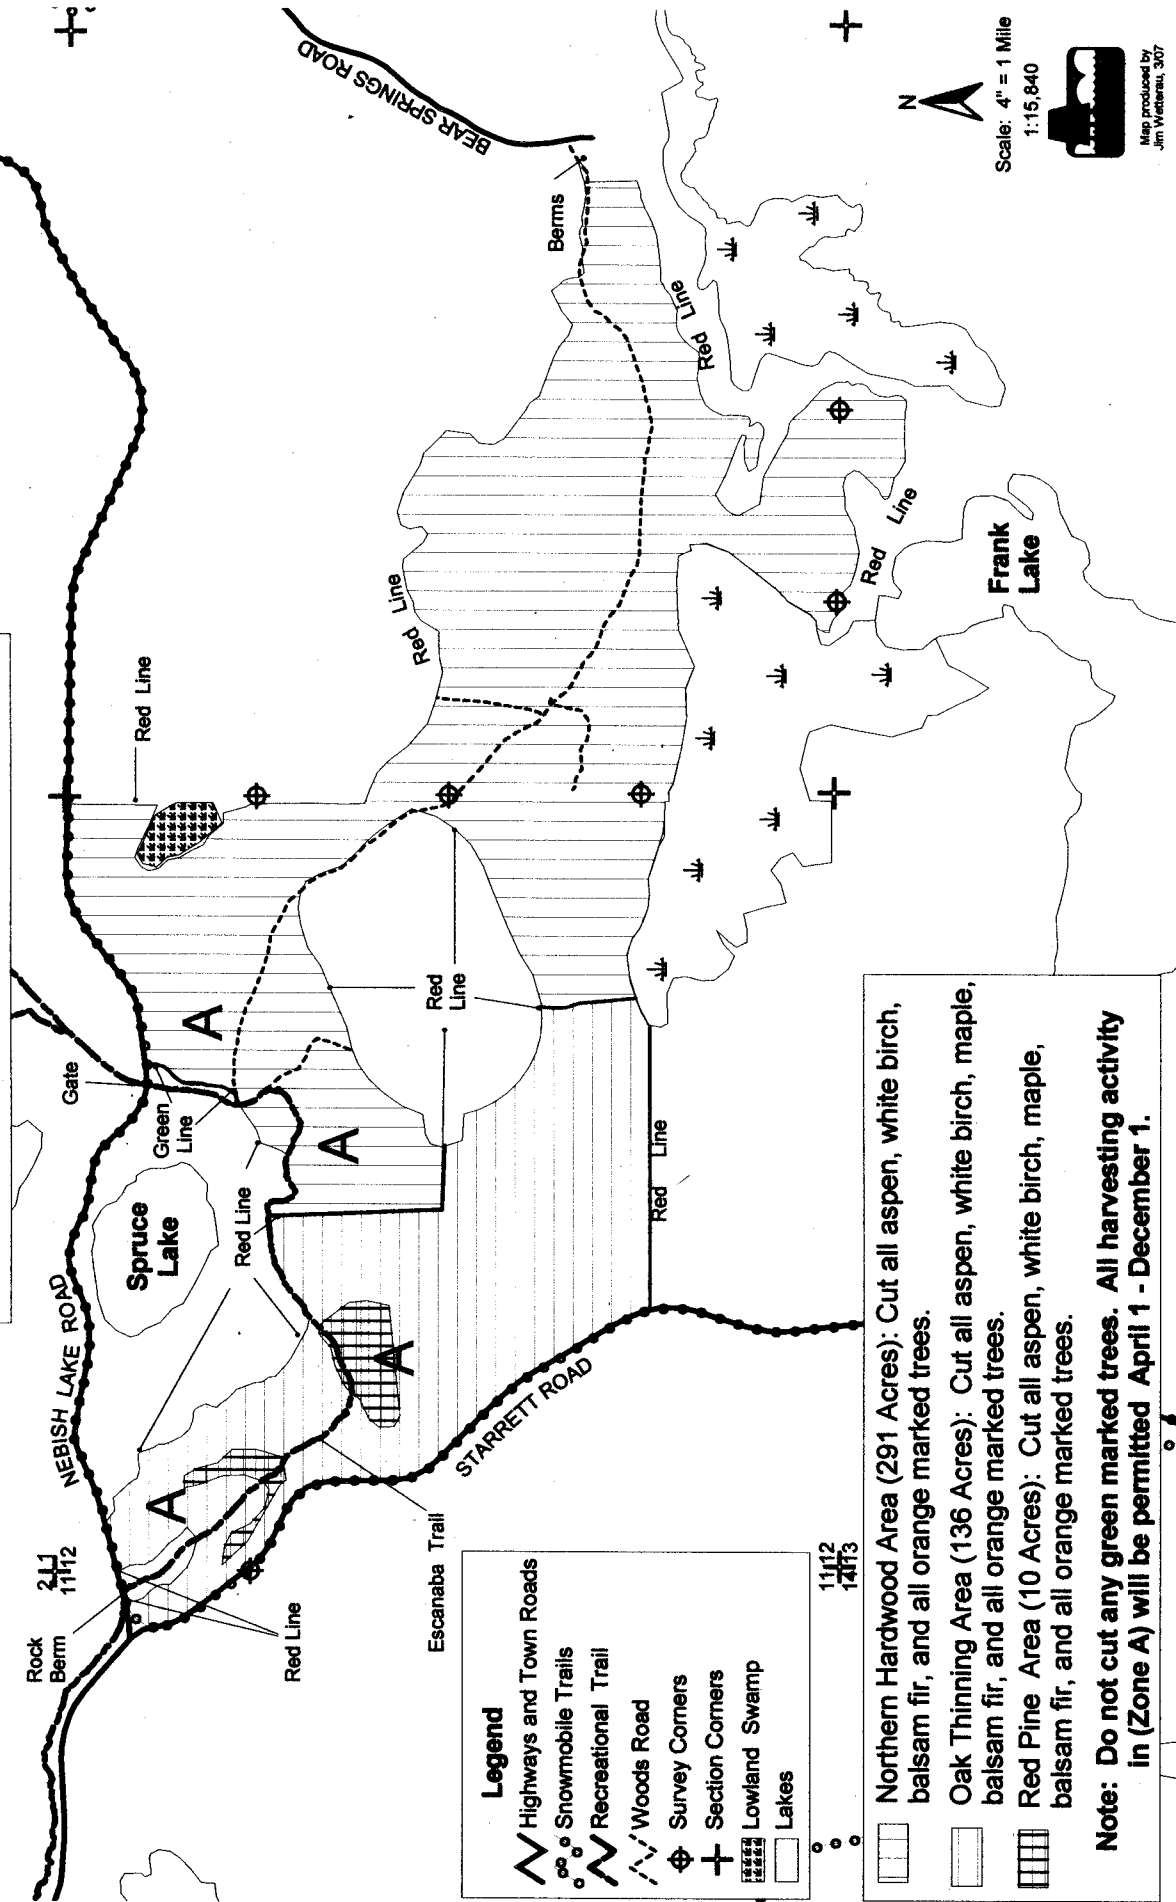 BEAR SPRINGS ROAD
N
Scale: 4" = 1 Mile
1:15,840
Map produced by
Jim Wetterau, 3/07
Berms
Red Line
Red Line
Frank
Lake
Red Line
Red Line
Gate
A
Green
Line
Red
Line
A
Red Line
NEBISH LAKE ROAD
Spruce
Lake
Red Line
A
A
STARRETT ROAD
2 1
11 12
Rock
Berm
Red Line
Escanaba Trail
11 12
14 13
Legend
Highways and Town Roads
Snowmobile Trails
Recreational Trail
Woods Road
Survey Corners
Section Corners
Lowland Swamp
Lakes
Northern Hardwood Area (291 Acres): Cut all aspen, white birch,
balsam fir, and all orange marked trees.
Oak Thinning Area (136 Acres): Cut all aspen, white birch, maple,
balsam fir, and all orange marked trees.
Red Pine Area (10 Acres): Cut all aspen, white birch, maple,
balsam fir, and all orange marked trees.
Note: Do not cut any green marked trees. All harvesting activity
in (Zone A) will be permitted April 1 - December 1.